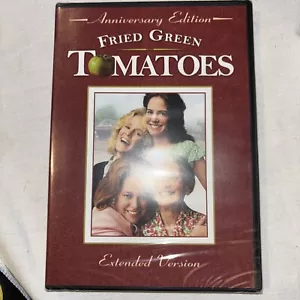 Anniversary Edition
FRIED GREEN
TOMATOES
Extended Version